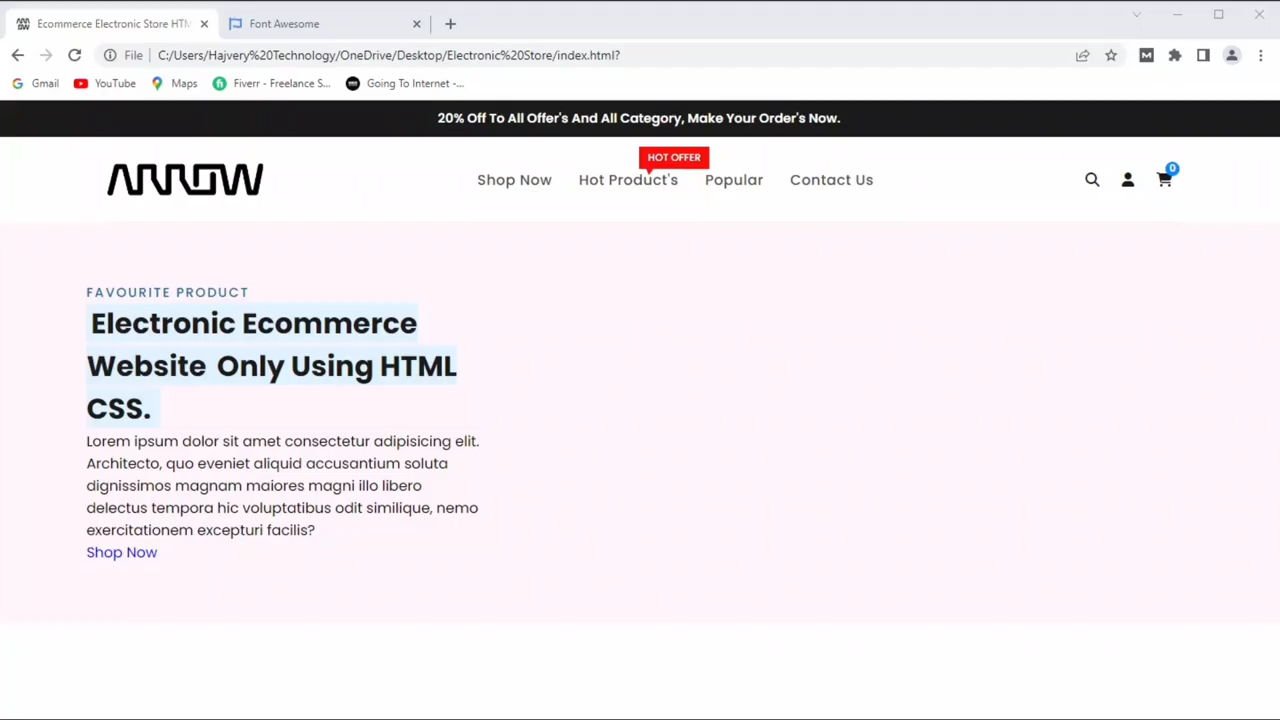 Ecommerce Electronic Store HTM
Font Awesome
File
C:/Users/Hajvery%20Technology/OneDrive/Desktop/Electronic%20Store/index.html?
Gmail
YouTube
Maps
Fiverr - Freelance S...
Going To Internet -...
20% Off To All Offer's And All Category, Make Your Order's Now.
HOT OFFER
ARROW
Shop Now
Hot Product's
Popular
Contact Us
0
FAVOURITE PRODUCT
Electronic Ecommerce
Website Only Using HTML
CSS.
Lorem ipsum dolor sit amet consectetur adipisicing elit.
Architecto, quo eveniet aliquid accusantium soluta
dignissimos magnam maiores magni illo libero
delectus tempora hic voluptatibus odit similique, nemo
exercitationem excepturi facilis?
Shop Now